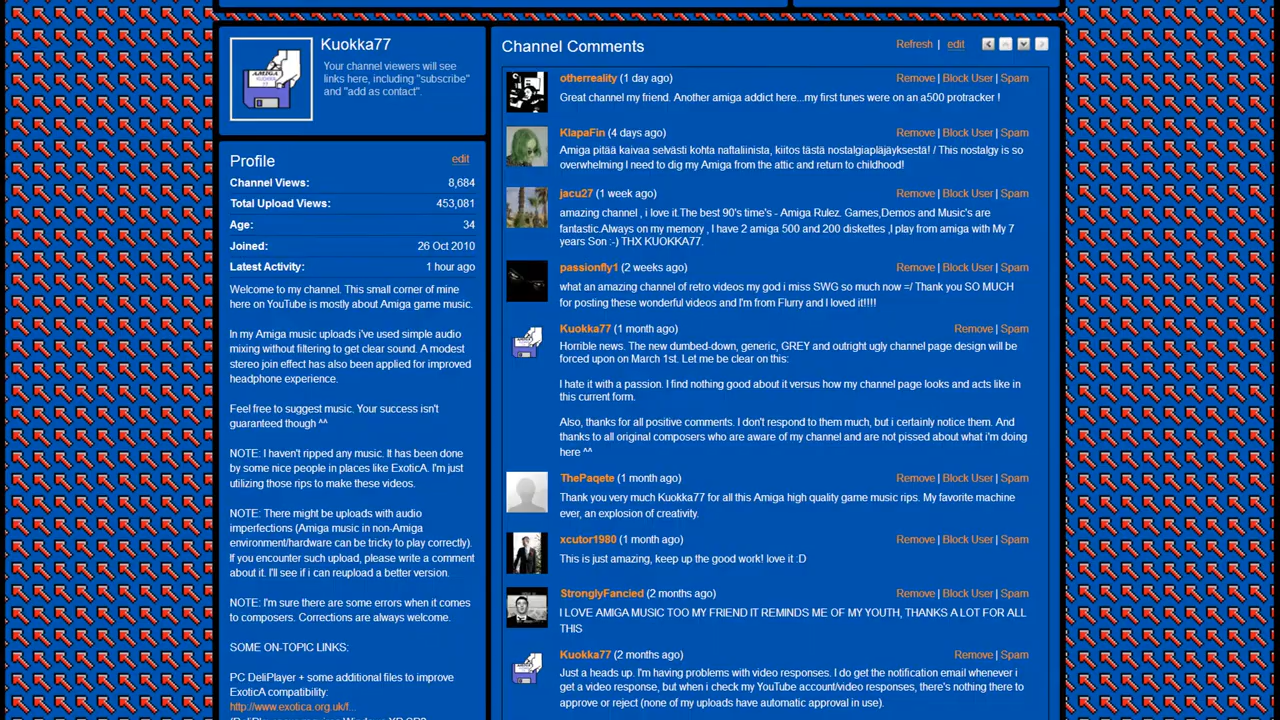 Kuokka77
Your channel viewers will see
links here, including "subscribe"
and "add as contact".
Profile
edit
Channel Views: 8,684
Total Upload Views: 453,081
Age: 34
Joined: 26 Oct 2010
Latest Activity: 1 hour ago
Welcome to my channel. This small corner of mine
here on YouTube is mostly about Amiga game music.
In my Amiga music uploads i've used simple audio
mixing without filtering to get clear sound. A modest
stereo join effect has also been applied for improved
headphone experience.
Feel free to suggest music. Your success isn't
guaranteed though ^^
NOTE: I haven't ripped any music. It has been done
by some nice people in places like ExoticA. I'm just
utilizing those rips to make these videos.
NOTE: There might be uploads with audio
imperfections (Amiga music in non-Amiga
environment/hardware can be tricky to play correctly).
If you encounter such upload, please write a comment
about it. I'll see if i can reupload a better version.
NOTE: I'm sure there are some errors when it comes
to composers. Corrections are always welcome.
SOME ON-TOPIC LINKS:
PC DeliPlayer + some additional files to improve
ExoticA compatibility:
http://www.exotica.org.uk/f...
Channel Comments
Refresh | edit
otherreality (1 day ago) Remove | Block User | Spam
Great channel my friend. Another amiga addict here...my first tunes were on an a500 protracker !
KlapaFin (4 days ago) Remove | Block User | Spam
Amiga pitää kaivaa selvästi kohta naftaliinista, kiitos tästä nostalgiapläjäyksestä! / This nostalgy is so
overwhelming I need to dig my Amiga from the attic and return to childhood!
jacu27 (1 week ago) Remove | Block User | Spam
amazing channel , i love it.The best 90's time's - Amiga Rulez. Games,Demos and Music's are
fantastic.Always on my memory , I have 2 amiga 500 and 200 diskettes ,I play from amiga with My 7
years Son :-) THX KUOKKA77.
passionfly1 (2 weeks ago) Remove | Block User | Spam
what an amazing channel of retro videos my god i miss SWG so much now =/ Thank you SO MUCH
for posting these wonderful videos and I'm from Flurry and I loved it!!!!
Kuokka77 (1 month ago) Remove | Spam
Horrible news. The new dumbed-down, generic, GREY and outright ugly channel page design will be
forced upon on March 1st. Let me be clear on this:
I hate it with a passion. I find nothing good about it versus how my channel page looks and acts like in
this current form.
Also, thanks for all positive comments. I don't respond to them much, but i certainly notice them. And
thanks to all original composers who are aware of my channel and are not pissed about what i'm doing
here ^^
ThePaqete (1 month ago) Remove | Block User | Spam
Thank you very much Kuokka77 for all this Amiga high quality game music rips. My favorite machine
ever, an explosion of creativity.
xcutor1980 (1 month ago) Remove | Block User | Spam
This is just amazing, keep up the good work! love it :D
StronglyFancied (2 months ago) Remove | Block User | Spam
I LOVE AMIGA MUSIC TOO MY FRIEND IT REMINDS ME OF MY YOUTH, THANKS A LOT FOR ALL
THIS
Kuokka77 (2 months ago) Remove | Spam
Just a heads up. I'm having problems with video responses. I do get the notification email whenever i
get a video response, but when i check my YouTube account/video responses, there's nothing there to
approve or reject (none of my uploads have automatic approval in use).